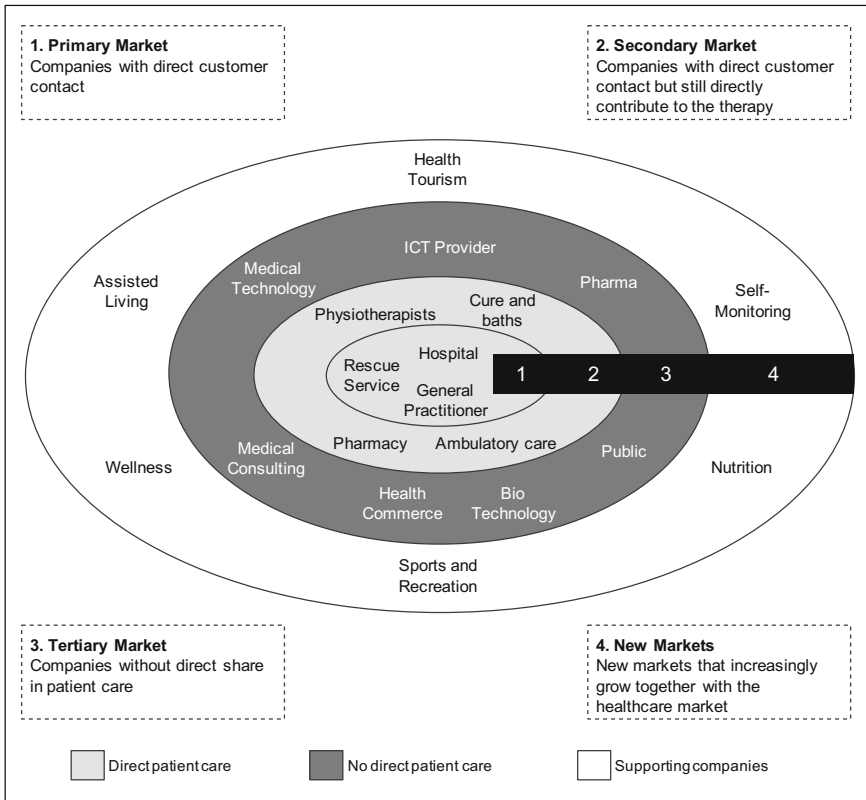 1. Primary Market
Companies with direct customer
contact
2. Secondary Market
Companies with direct customer
contact but still directly
contribute to the therapy
Health
Tourism
ICT Provider
Medical
Technology
Pharma
Assisted
Living
Self-
Monitoring
Physiotherapists
Cure and
baths
Hospital
Rescue
Service
General
Practitioner
1 2 3 4
Pharmacy
Ambulatory care
Medical
Consulting
Public
Wellness
Nutrition
Health
Commerce
Bio
Technology
Sports and
Recreation
3. Tertiary Market
Companies without direct share
in patient care
4. New Markets
New markets that increasingly
grow together with the
healthcare market
Direct patient care
No direct patient care
Supporting companies